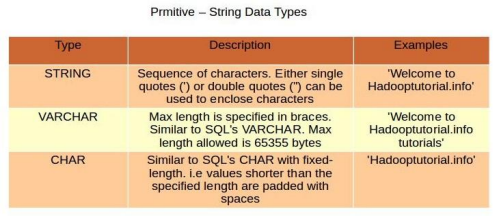 Prmitive – String Data Types
Type Description Examples
STRING Sequence of characters. Either single 'Welcome to
quotes (') or double quotes (") can be Hadooptutorial.info'
used to enclose characters
VARCHAR Max length is specified in braces. 'Welcome to
Similar to SQL's VARCHAR. Max Hadooptutorial.info
length allowed is 65355 bytes tutorials'
CHAR Similar to SQL's CHAR with fixed- 'Hadooptutorial.info'
length. i.e values shorter than the
specified length are padded with
spaces